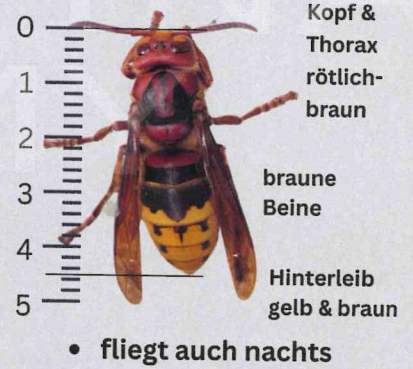 0
1
2
3
4
5
Kopf &
Thorax
rötlich-
braun
braune
Beine
Hinterleib
gelb & braun
• fliegt auch nachts